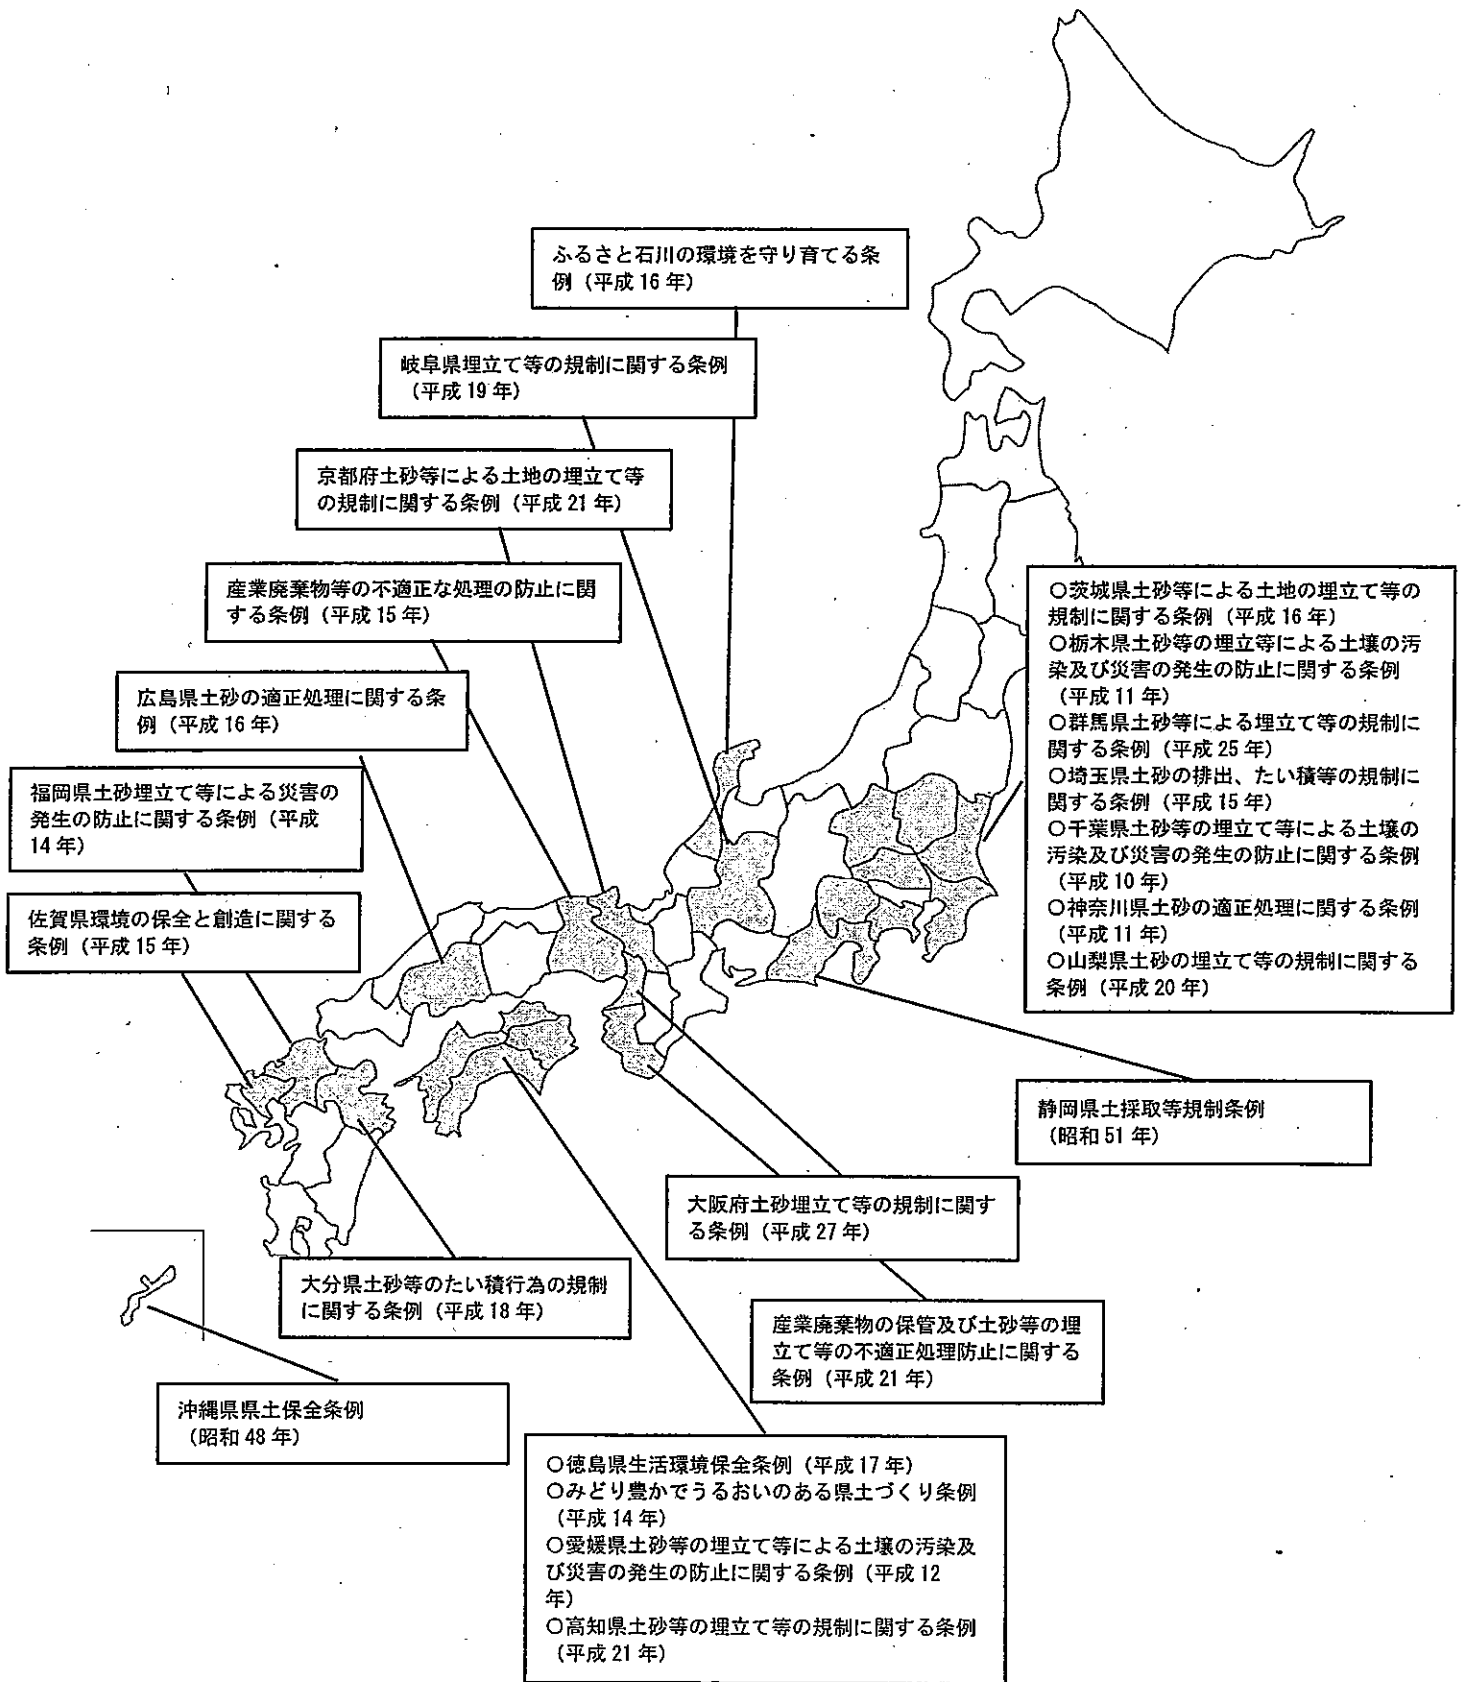 ふるさと石川の環境を守り育てる条
例（平成 16 年）
岐阜県埋立て等の規制に関する条例
（平成 19 年）
京都府土砂等による土地の埋立て等
の規制に関する条例（平成 21 年）
産業廃棄物等の不適正な処理の防止に関
する条例（平成 15 年）
広島県土砂の適正処理に関する条
例（平成 16 年）
福岡県土砂埋立て等による災害の
発生の防止に関する条例（平成
14 年）
佐賀県環境の保全と創造に関する
条例（平成 15 年）
○茨城県土砂等による土地の埋立て等の
規制に関する条例（平成 16 年）
○栃木県土砂等の埋立等による土壌の汚
染及び災害の発生の防止に関する条例
（平成 11 年）
○群馬県土砂等による埋立て等の規制に
関する条例（平成 25 年）
○埼玉県土砂の排出、たい積等の規制に
関する条例（平成 15 年）
○千葉県土砂等の埋立て等による土壌の
汚染及び災害の発生の防止に関する条例
（平成 10 年）
○神奈川県土砂の適正処理に関する条例
（平成 11 年）
○山梨県土砂の埋立て等の規制に関する
条例（平成 20 年）
静岡県土採取等規制条例
（昭和 51 年）
大阪府土砂埋立て等の規制に関す
る条例（平成 27 年）
大分県土砂等のたい積行為の規制
に関する条例（平成 18 年）
産業廃棄物の保管及び土砂等の埋
立て等の不適正処理防止に関する
条例（平成 21 年）
沖縄県県土保全条例
（昭和 48 年）
○徳島県生活環境保全条例（平成 17 年）
○みどり豊かでうるおいのある県土づくり条例
（平成 14 年）
○愛媛県土砂等の埋立て等による土壌の汚染及
び災害の発生の防止に関する条例（平成 12
年）
○高知県土砂等の埋立て等の規制に関する条例
（平成 21 年）